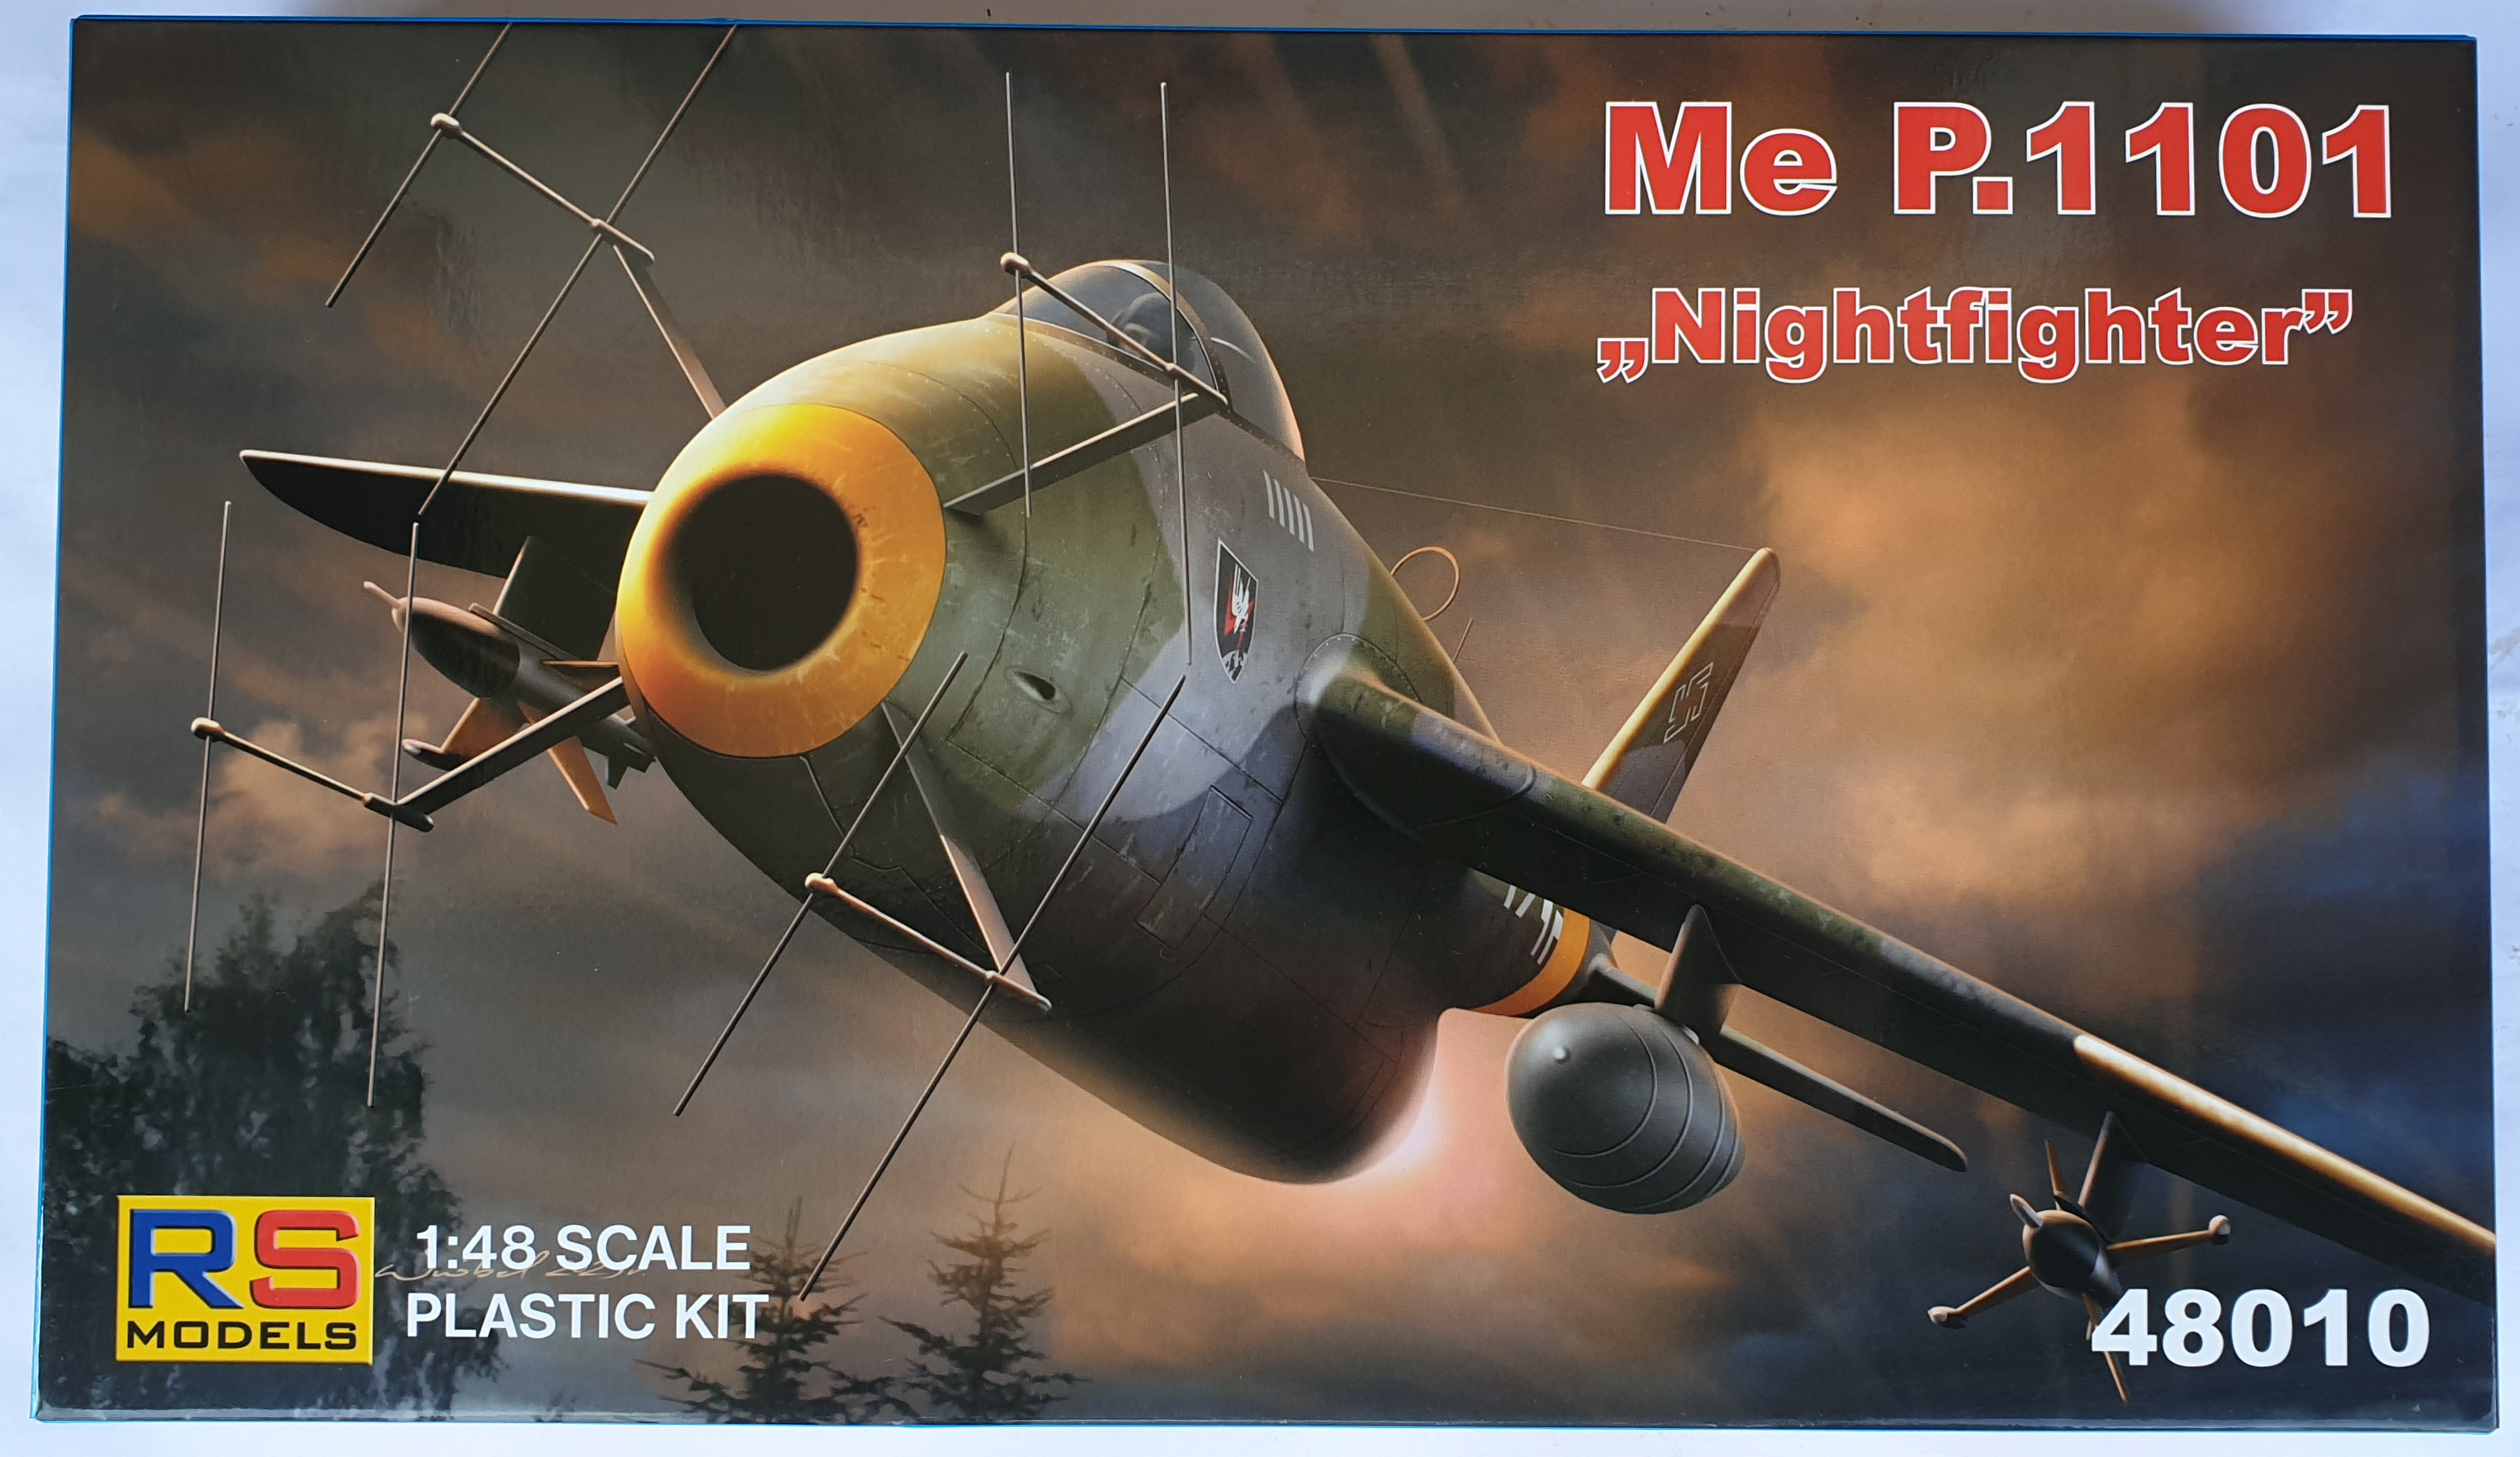 Me P.1101
„Nightfighter”
RS
MODELS
1:48 SCALE
PLASTIC KIT
48010